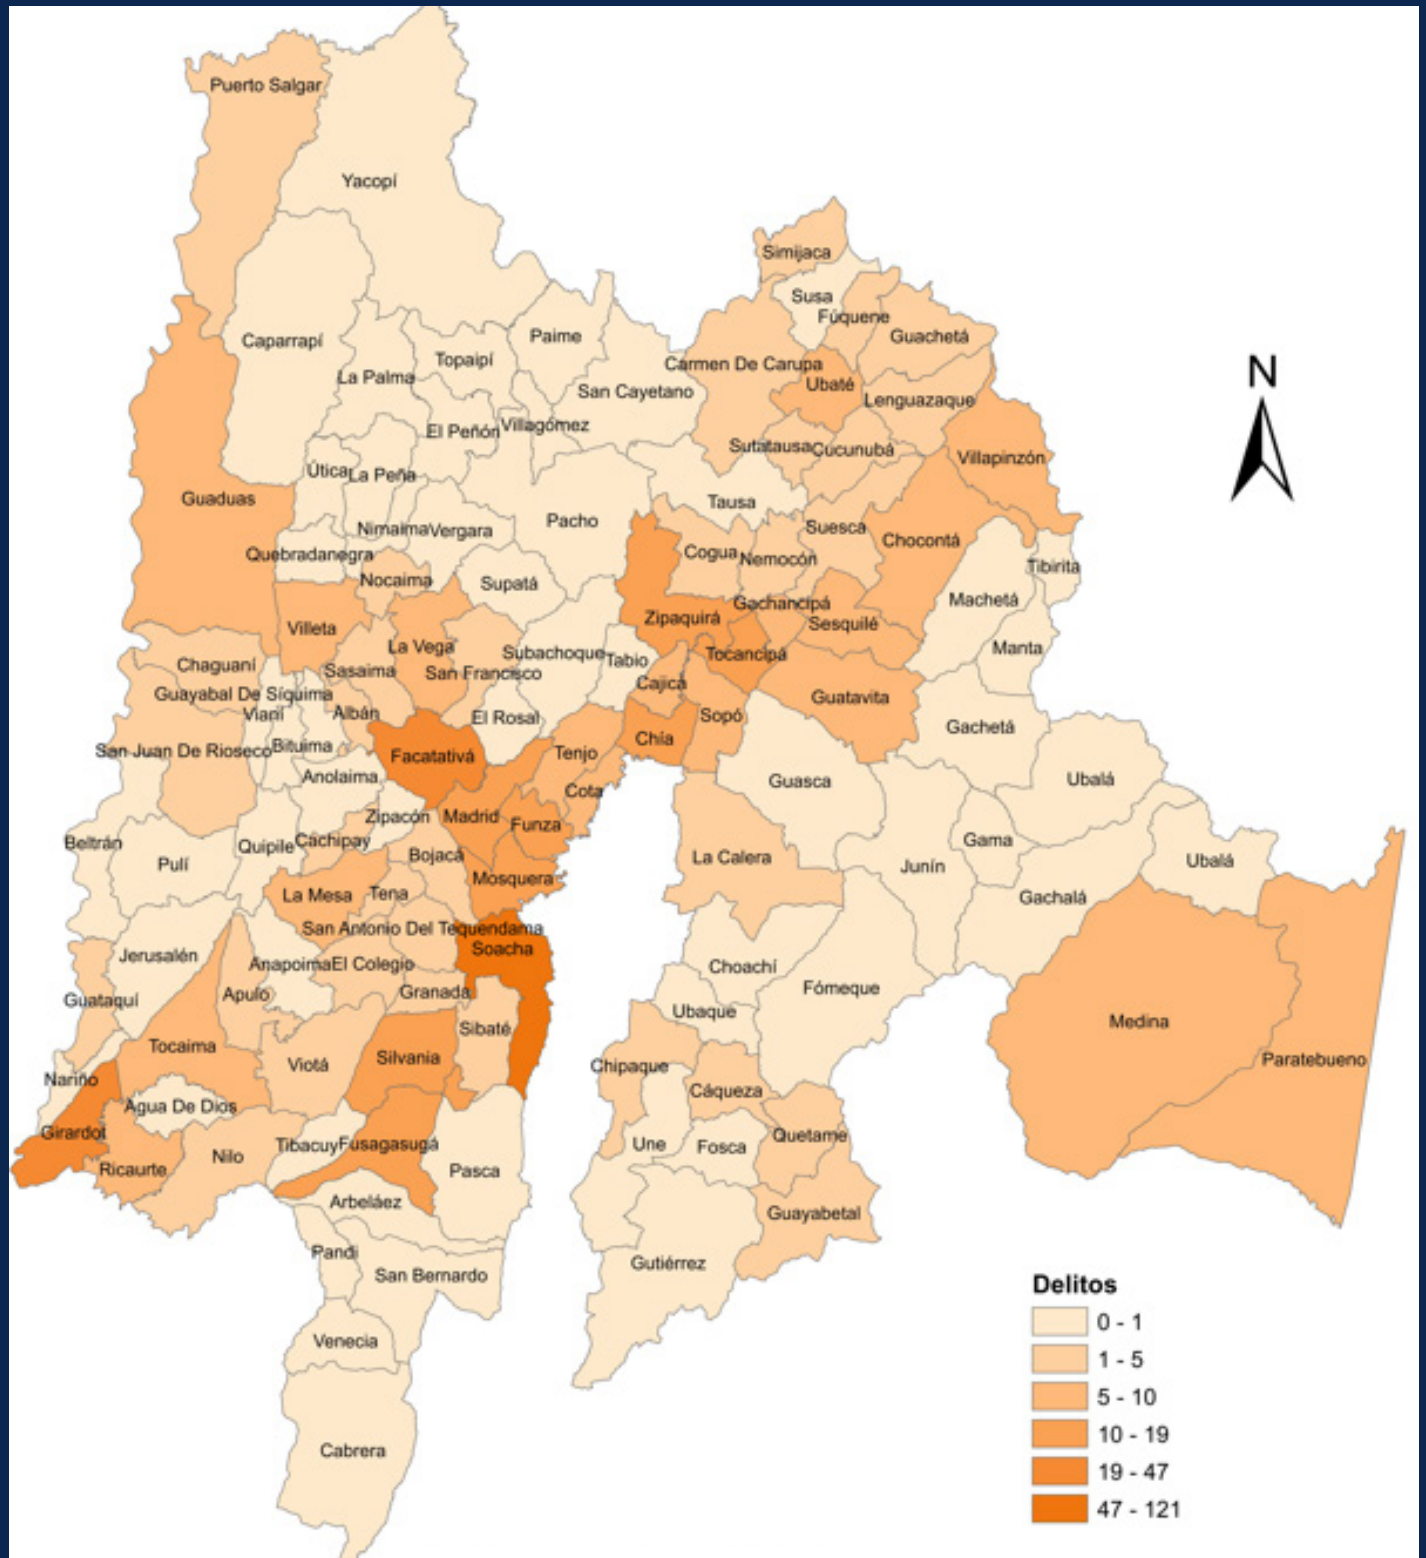 Puerto Salgar
Yacopí
Simijaca
Susa
Fúquene
Guachetá
Caparrapí
Paime
Topaipí
La Palma
Carmen De Carupa
Ubaté
San Cayetano
Lenguazaque
El Peñón
Villagómez
Sutatausa
Cucunubá
Villapinzón
Útica
La Peña
Guaduas
Tausa
Pacho
Nimaima
Vergara
Suesca
Chocontá
Quebradanegra
Cogua
Nemocón
Tibirita
Nocaima
Supatá
Machetá
Gachancipá
Zipaquirá
Sesquilé
Villeta
La Vega
Manta
Subachoque
Tabio
Tocancipá
Chaguaní
Sasaima
San Francisco
Cajicá
Guatavita
Guayabal De Síquima
Vianí
Albán
El Rosal
Sopó
Gachetá
San Juan De Rioseco
Bituima
Facatativá
Tenjo
Chía
Anolaima
Guasca
Ubalá
Cota
Zipacón
Madrid
Funza
Beltrán
Pulí
Quipile
Cachipay
Bojacá
La Calera
Junín
Gama
Ubalá
Mosquera
La Mesa
Tena
Gachalá
San Antonio Del Tequendama
Soacha
Jerusalén
Anapoima
El Colegio
Choachí
Guataquí
Apulo
Granada
Fómeque
Ubaque
Medina
Tocaima
Viotá
Silvania
Sibaté
Paratebueno
Nariño
Chipaque
Cáqueza
Agua De Dios
Girardot
Tibacuy
Fusagasugá
Une
Fosca
Quetame
Ricaurte
Nilo
Pasca
Arbeláez
Guayabetal
Pandi
San Bernardo
Gutiérrez
Venecia
Cabrera
N
Delitos
0 - 1
1 - 5
5 - 10
10 - 19
19 - 47
47 - 121